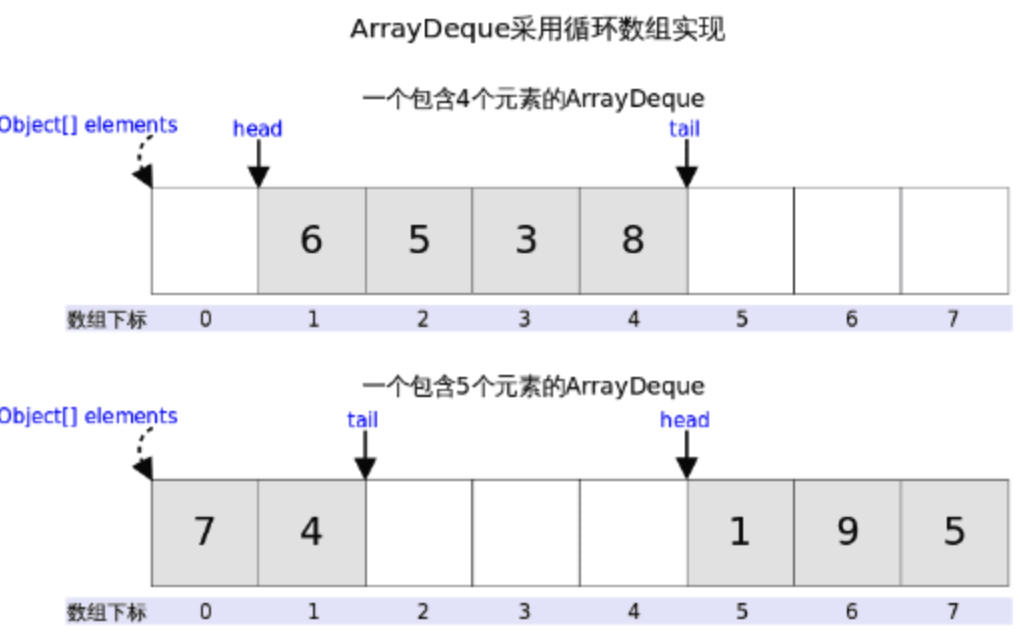 ArrayDeque采用循环数组实现
一个包含4个元素的ArrayDeque
Object[] elements head tail
6 5 3 8
数组下标 0 1 2 3 4 5 6 7
一个包含5个元素的ArrayDeque
Object[] elements tail head
7 4 1 9 5
数组下标 0 1 2 3 4 5 6 7